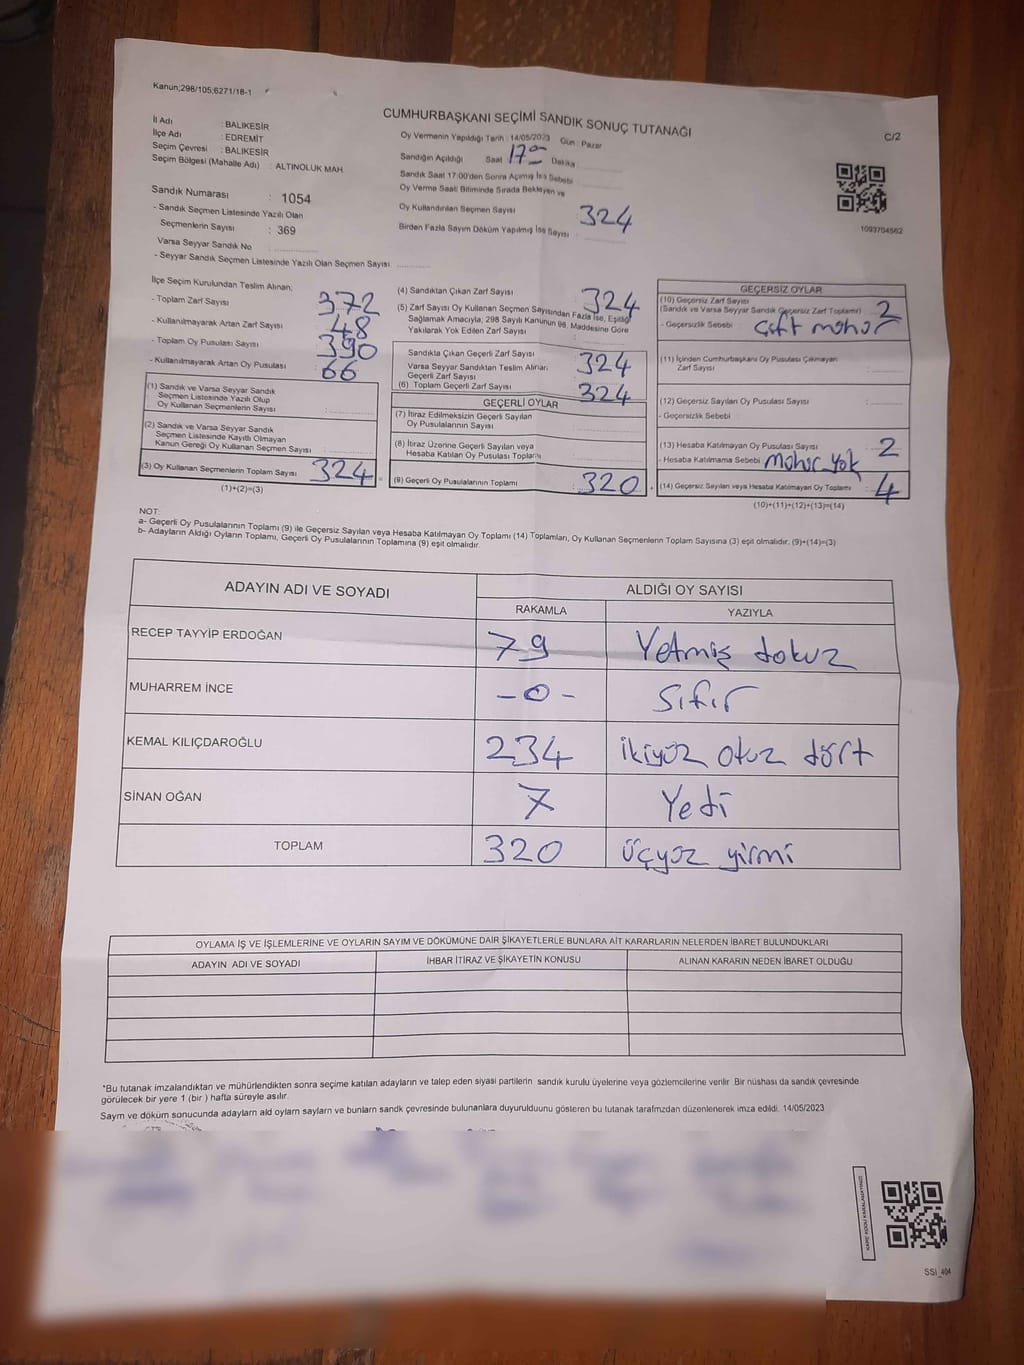 Kanun;298/105;6271/18-1
CUMHURBAŞKANI SEÇİMİ SANDIK SONUÇ TUTANAĞI
C/2
İl Adı : BALIKESİR
İlçe Adı : EDREMİT
Seçim Çevresi : BALIKESİR
Seçim Bölgesi (Mahalle Adı) : ALTINOLUK MAH.
Oy Vermenin Yapıldığı Tarih : 14/05/2023 Gün : Pazar
Sandığın Açıldığı Saat 17 Dakika
Sandık Saat 17:00'den Sonra Açılmış İse Sebebi
Oy Verme Saati Bitiminde Sırada Bekleyen ve
Oy Kullandırılan Seçmen Sayısı : 324
Birden Fazla Sayım Döküm Yapılmış İse Sayısı
1093704562
Sandık Numarası : 1054
- Sandık Seçmen Listesinde Yazılı Olan
Seçmenlerin Sayısı : 369
Varsa Seyyar Sandık No :
- Seyyar Sandık Seçmen Listesinde Yazılı Olan Seçmen Sayısı:
İlçe Seçim Kurulundan Teslim Alınan:
- Toplam Zarf Sayısı : 372
- Kullanılmayarak Artan Zarf Sayısı : 48
- Toplam Oy Pusulası Sayısı : 390
- Kullanılmayarak Artan Oy Pusulası : 66
(1) Sandık ve Varsa Seyyar Sandık
Seçmen Listesinde Yazılı Olup
Oy Kullanan Seçmenlerin Sayısı :
(2) Sandık ve Varsa Seyyar Sandık
Seçmen Listesinde Kayıtlı Olmayan
Kanun Gereği Oy Kullanan Seçmen Sayısı :
(3) Oy Kullanan Seçmenlerin Toplam Sayısı : 324
(1)+(2)=(3)
(4) Sandıktan Çıkan Zarf Sayısı : 324
(5) Zarf Sayısı Oy Kullanan Seçmen Sayısından Fazla İse, Eşitliği
Sağlamak Amacıyla, 298 Sayılı Kanunun 98. Maddesine Göre
Yakılarak Yok Edilen Zarf Sayısı :
Sandıkta Çıkan Geçerli Zarf Sayısı : 324
Varsa Seyyar Sandıktan Teslim Alınan
Geçerli Zarf Sayısı :
(6) Toplam Geçerli Zarf Sayısı : 324
GEÇERLİ OYLAR
(7) İtiraz Edilmeksizin Geçerli Sayılan
Oy Pusulalarının Sayısı :
(8) İtiraz Üzerine Geçerli Sayılan veya
Hesaba Katılan Oy Pusulası Toplamı :
(9) Geçerli Oy Pusulalarının Toplamı : 320
GEÇERSİZ OYLAR
(10) Geçersiz Zarf Sayısı
(Sandık ve Varsa Seyyar Sandık Geçersiz Zarf Toplamı) : 2
- Geçersizlik Sebebi : Çift mühür
(11) İçinden Cumhurbaşkanı Oy Pusulası Çıkmayan
Zarf Sayısı :
(12) Geçersiz Sayılan Oy Pusulası Sayısı :
- Geçersizlik Sebebi :
(13) Hesaba Katılmayan Oy Pusulası Sayısı : 2
- Hesaba Katılmama Sebebi : mühür yok
(14) Geçersiz Sayılan veya Hesaba Katılmayan Oy Toplamı : 4
(10)+(11)+(12)+(13)=(14)
NOT:
a- Geçerli Oy Pusulalarının Toplamı (9) ile Geçersiz Sayılan veya Hesaba Katılmayan Oy Toplamı (14) Toplamları, Oy Kullanan Seçmenlerin Toplam Sayısına (3) eşit olmalıdır. (9)+(14)=(3)
b- Adayların Aldığı Oyların Toplamı, Geçerli Oy Pusulalarının Toplamına (9) eşit olmalıdır.
ADAYIN ADI VE SOYADI
ALDIĞI OY SAYISI
RAKAMLA YAZIYLA
RECEP TAYYİP ERDOĞAN 79 Yetmiş dokuz
MUHARREM İNCE -0- Sıfır
KEMAL KILIÇDAROĞLU 234 ikiyüz otuz dört
SİNAN OĞAN 7 Yedi
TOPLAM 320 üçyüz yirmi
OYLAMA İŞ VE İŞLEMLERİNE VE OYLARIN SAYIM VE DÖKÜMÜNE DAİR ŞİKAYETLERLE BUNLARA AİT KARARLARIN NELERDEN İBARET BULUNDUKLARI
ADAYIN ADI VE SOYADI İHBAR İTİRAZ VE ŞİKAYETİN KONUSU ALINAN KARARIN NEDEN İBARET OLDUĞU
*Bu tutanak imzalandıktan ve mühürlendikten sonra seçime katılan adayların ve talep eden siyasi partilerin sandık kurulu üyelerine veya gözlemcilerine verilir. Bir nüshası da sandık çevresinde
görülecek bir yere 1 (bir ) hafta süreyle asılır.
Sayım ve döküm sonucunda adayların ald oyların sayları ve bunların sandk çevresinde bulunanlara duyurulduunu gösteren bu tutanak tarafmzdan düzenlenerek imza edildi. 14/05/2023
KARE KODU KARALAMAYINIZ!
SSI_404